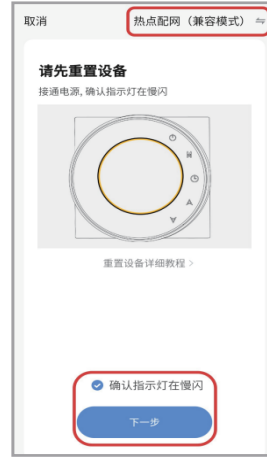 取消
热点配网（兼容模式）
请先重置设备
接通电源, 确认指示灯在慢闪
重置设备详细教程 >
确认指示灯在慢闪
下一步